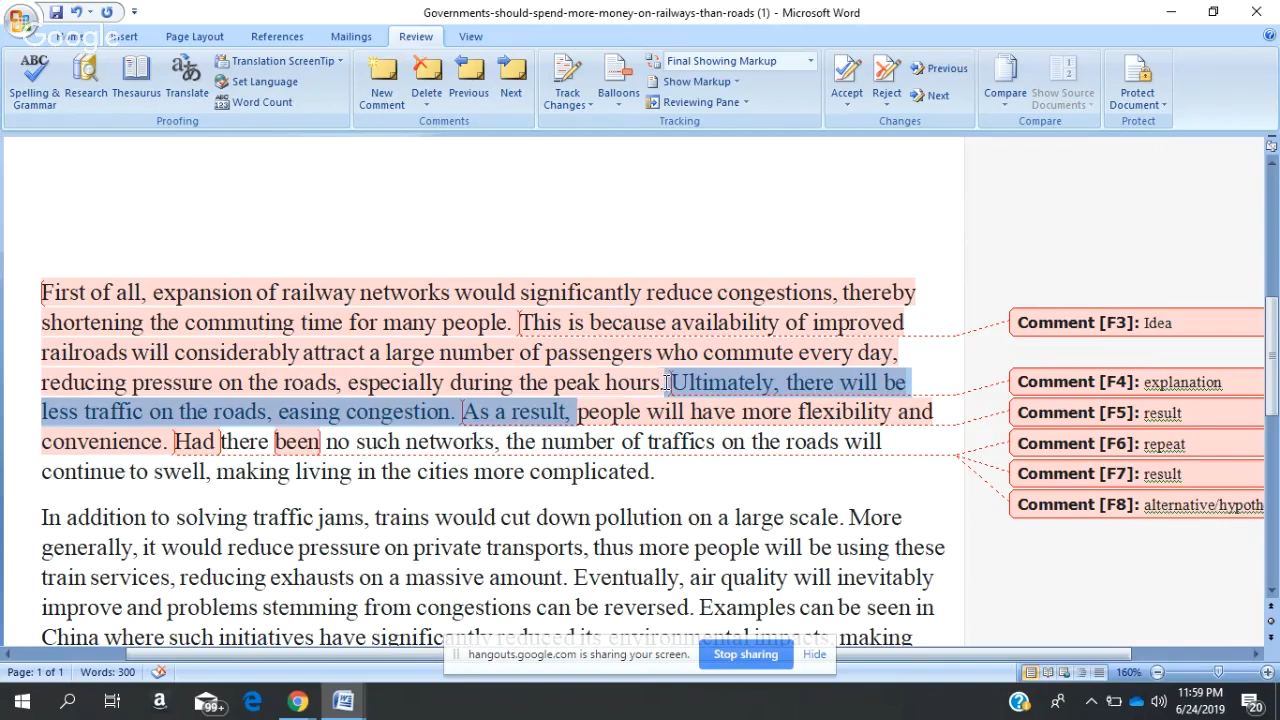 Governments-should-spend-more-money-on-railways-than-roads (1) - Microsoft Word
Google
Insert Page Layout References Mailings Review View
ABC Spelling & Grammar
Research
Thesaurus
Translate
Translation ScreenTip
Set Language
ABC 123 Word Count
Proofing
New Comment
Delete
Previous
Next
Comments
Track Changes
Balloons
Final Showing Markup
Show Markup
Reviewing Pane
Tracking
Accept
Reject
Previous
Next
Changes
Compare
Show Source Documents
Compare
Protect Document
Protect
First of all, expansion of railway networks would significantly reduce congestions, thereby
shortening the commuting time for many people. This is because availability of improved
railroads will considerably attract a large number of passengers who commute every day,
reducing pressure on the roads, especially during the peak hours. Ultimately, there will be
less traffic on the roads, easing congestion. As a result, people will have more flexibility and
convenience. Had there been no such networks, the number of traffics on the roads will
continue to swell, making living in the cities more complicated.
In addition to solving traffic jams, trains would cut down pollution on a large scale. More
generally, it would reduce pressure on private transports, thus more people will be using these
train services, reducing exhausts on a massive amount. Eventually, air quality will inevitably
improve and problems stemming from congestions can be reversed. Examples can be seen in
China where such initiatives have significantly reduced its environmental impacts, making
Comment [F3]: Idea
Comment [F4]: explanation
Comment [F5]: result
Comment [F6]: repeat
Comment [F7]: result
Comment [F8]: alternative/hypoth
hangouts.google.com is sharing your screen. Stop sharing Hide
Page: 1 of 1 Words: 300 160%
99+
11:59 PM
6/24/2019
20